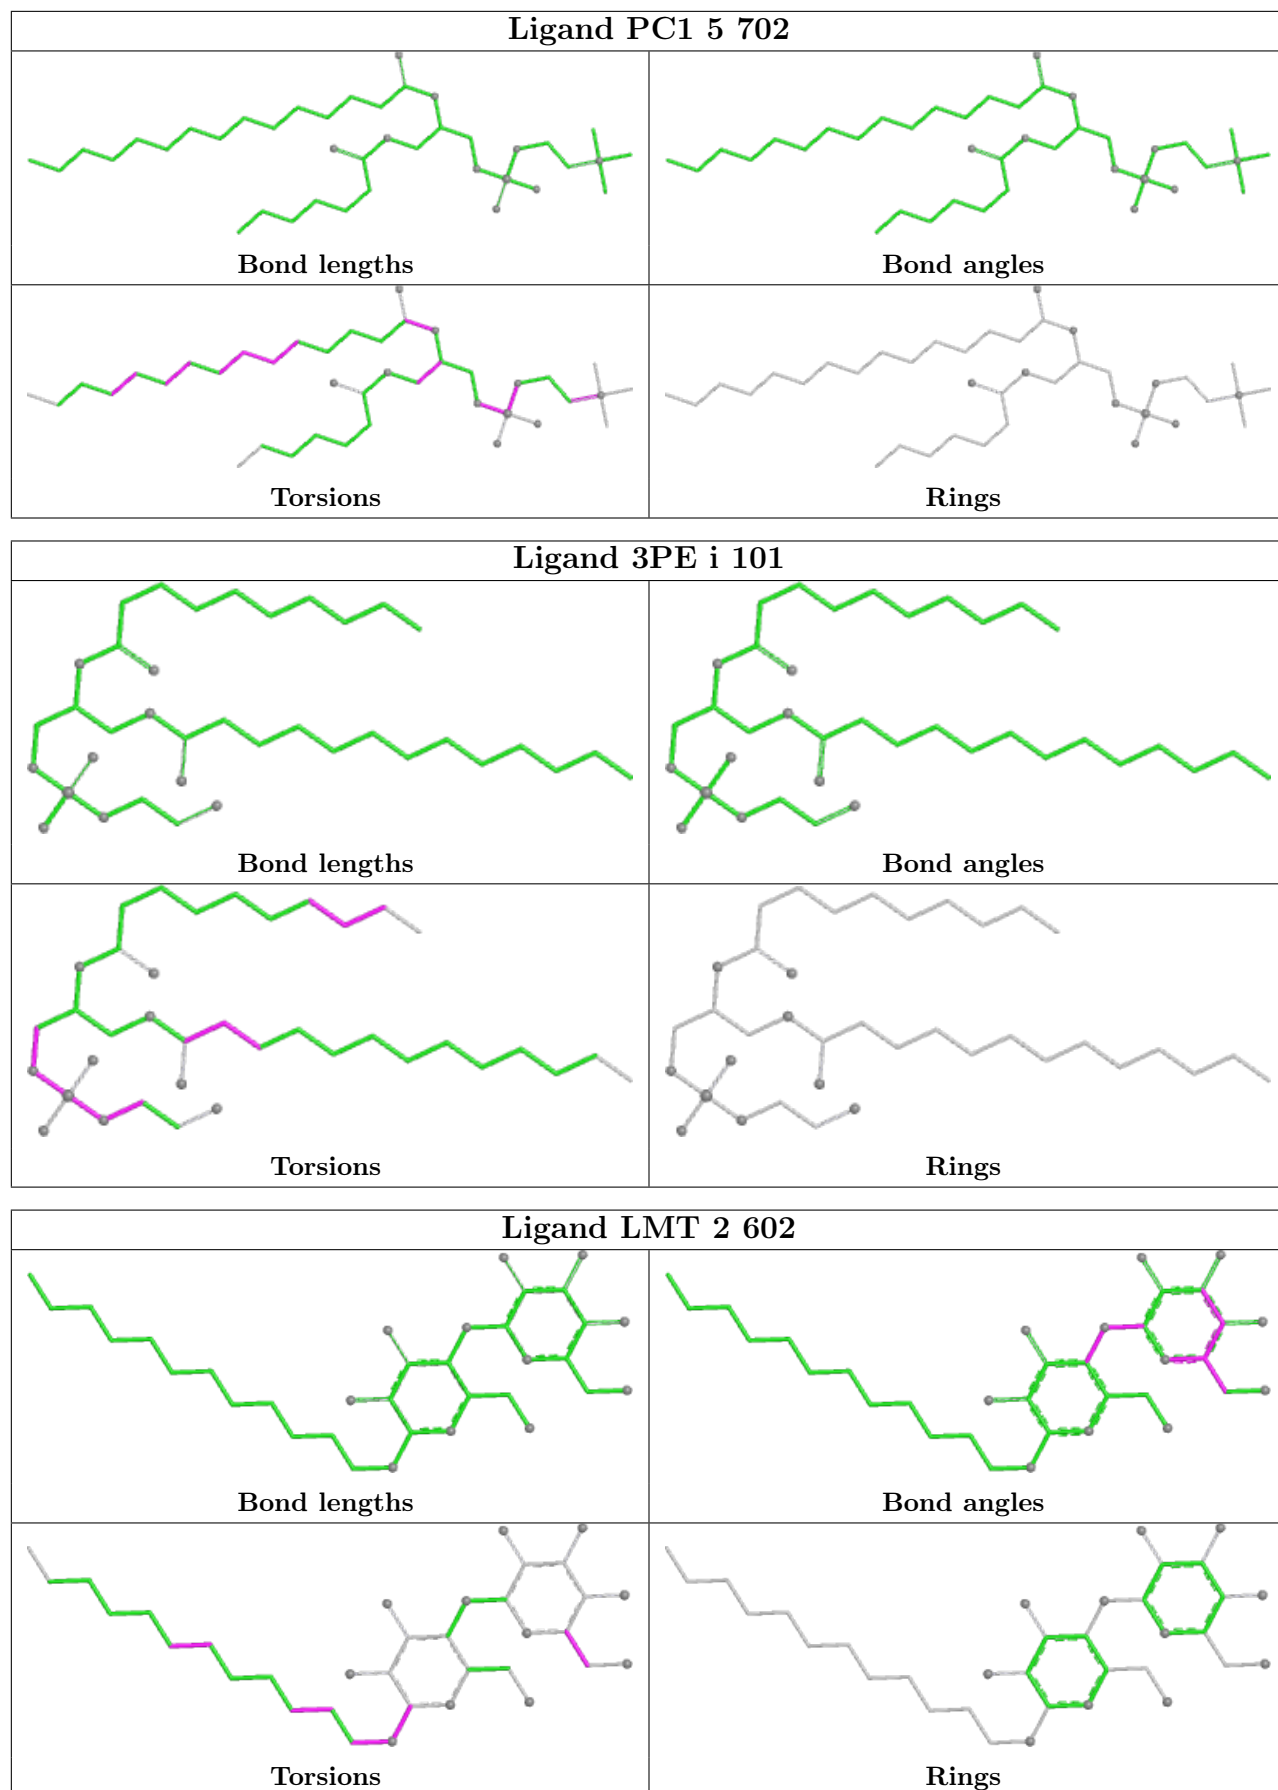 Ligand PC1 5 702
Bond lengths
Bond angles
Torsions
Rings
Ligand 3PE i 101
Bond lengths
Bond angles
Torsions
Rings
Ligand LMT 2 602
Bond lengths
Bond angles
Torsions
Rings